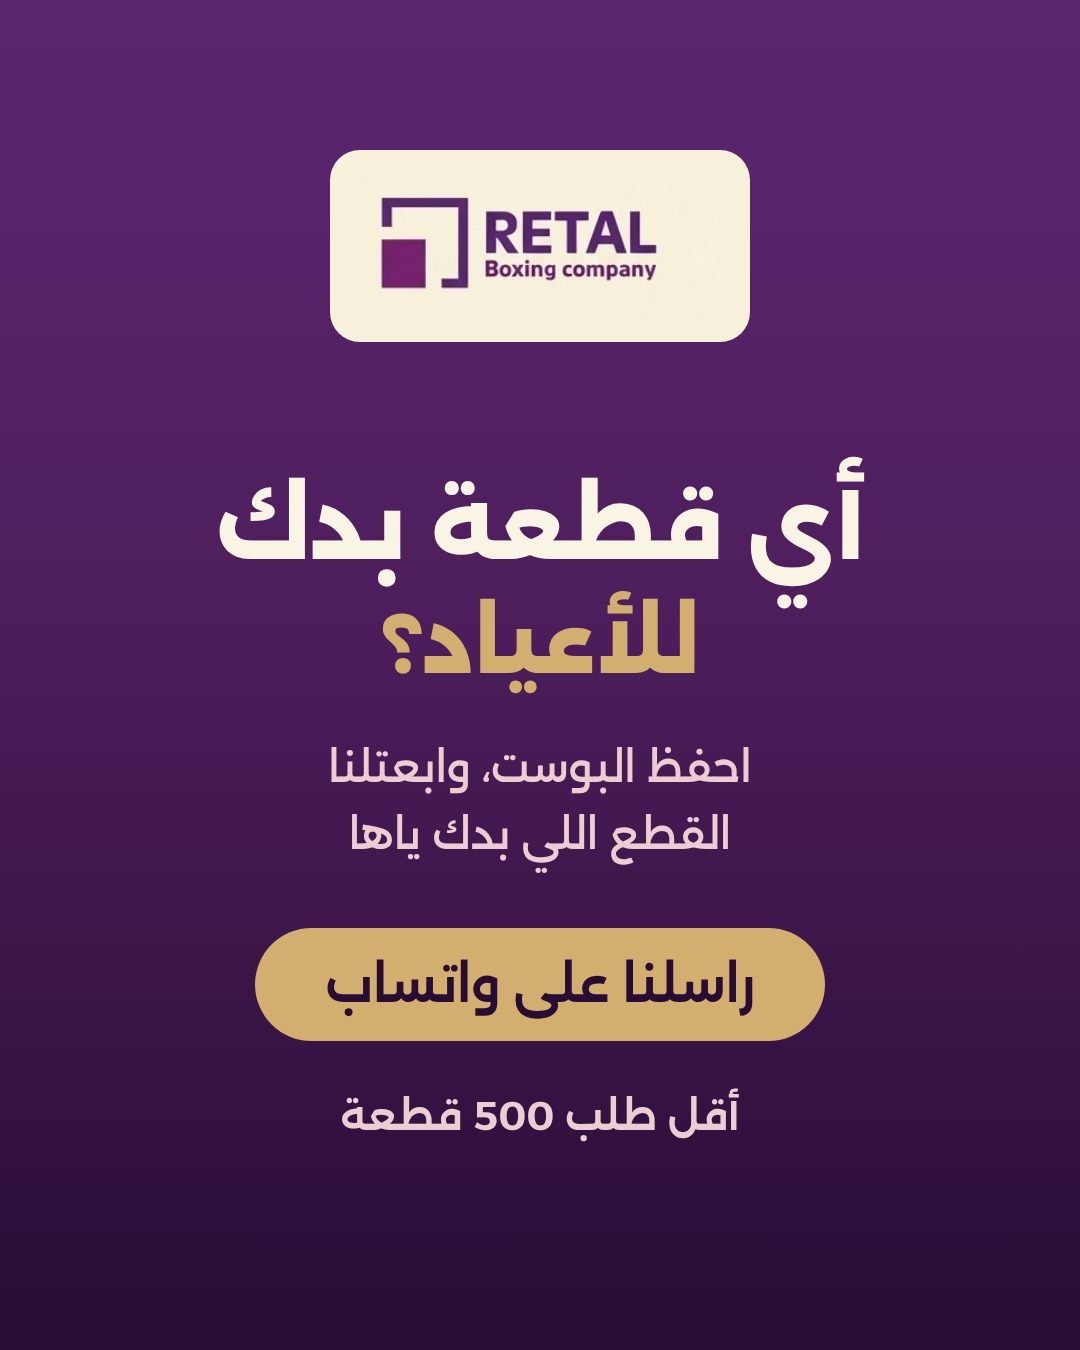 RETAL
Boxing company
أي قطعة بدك
للأعياد؟
احفظ البوست، وابعتلنا
القطع اللي بدك ياها
راسلنا على واتساب
أقل طلب 500 قطعة